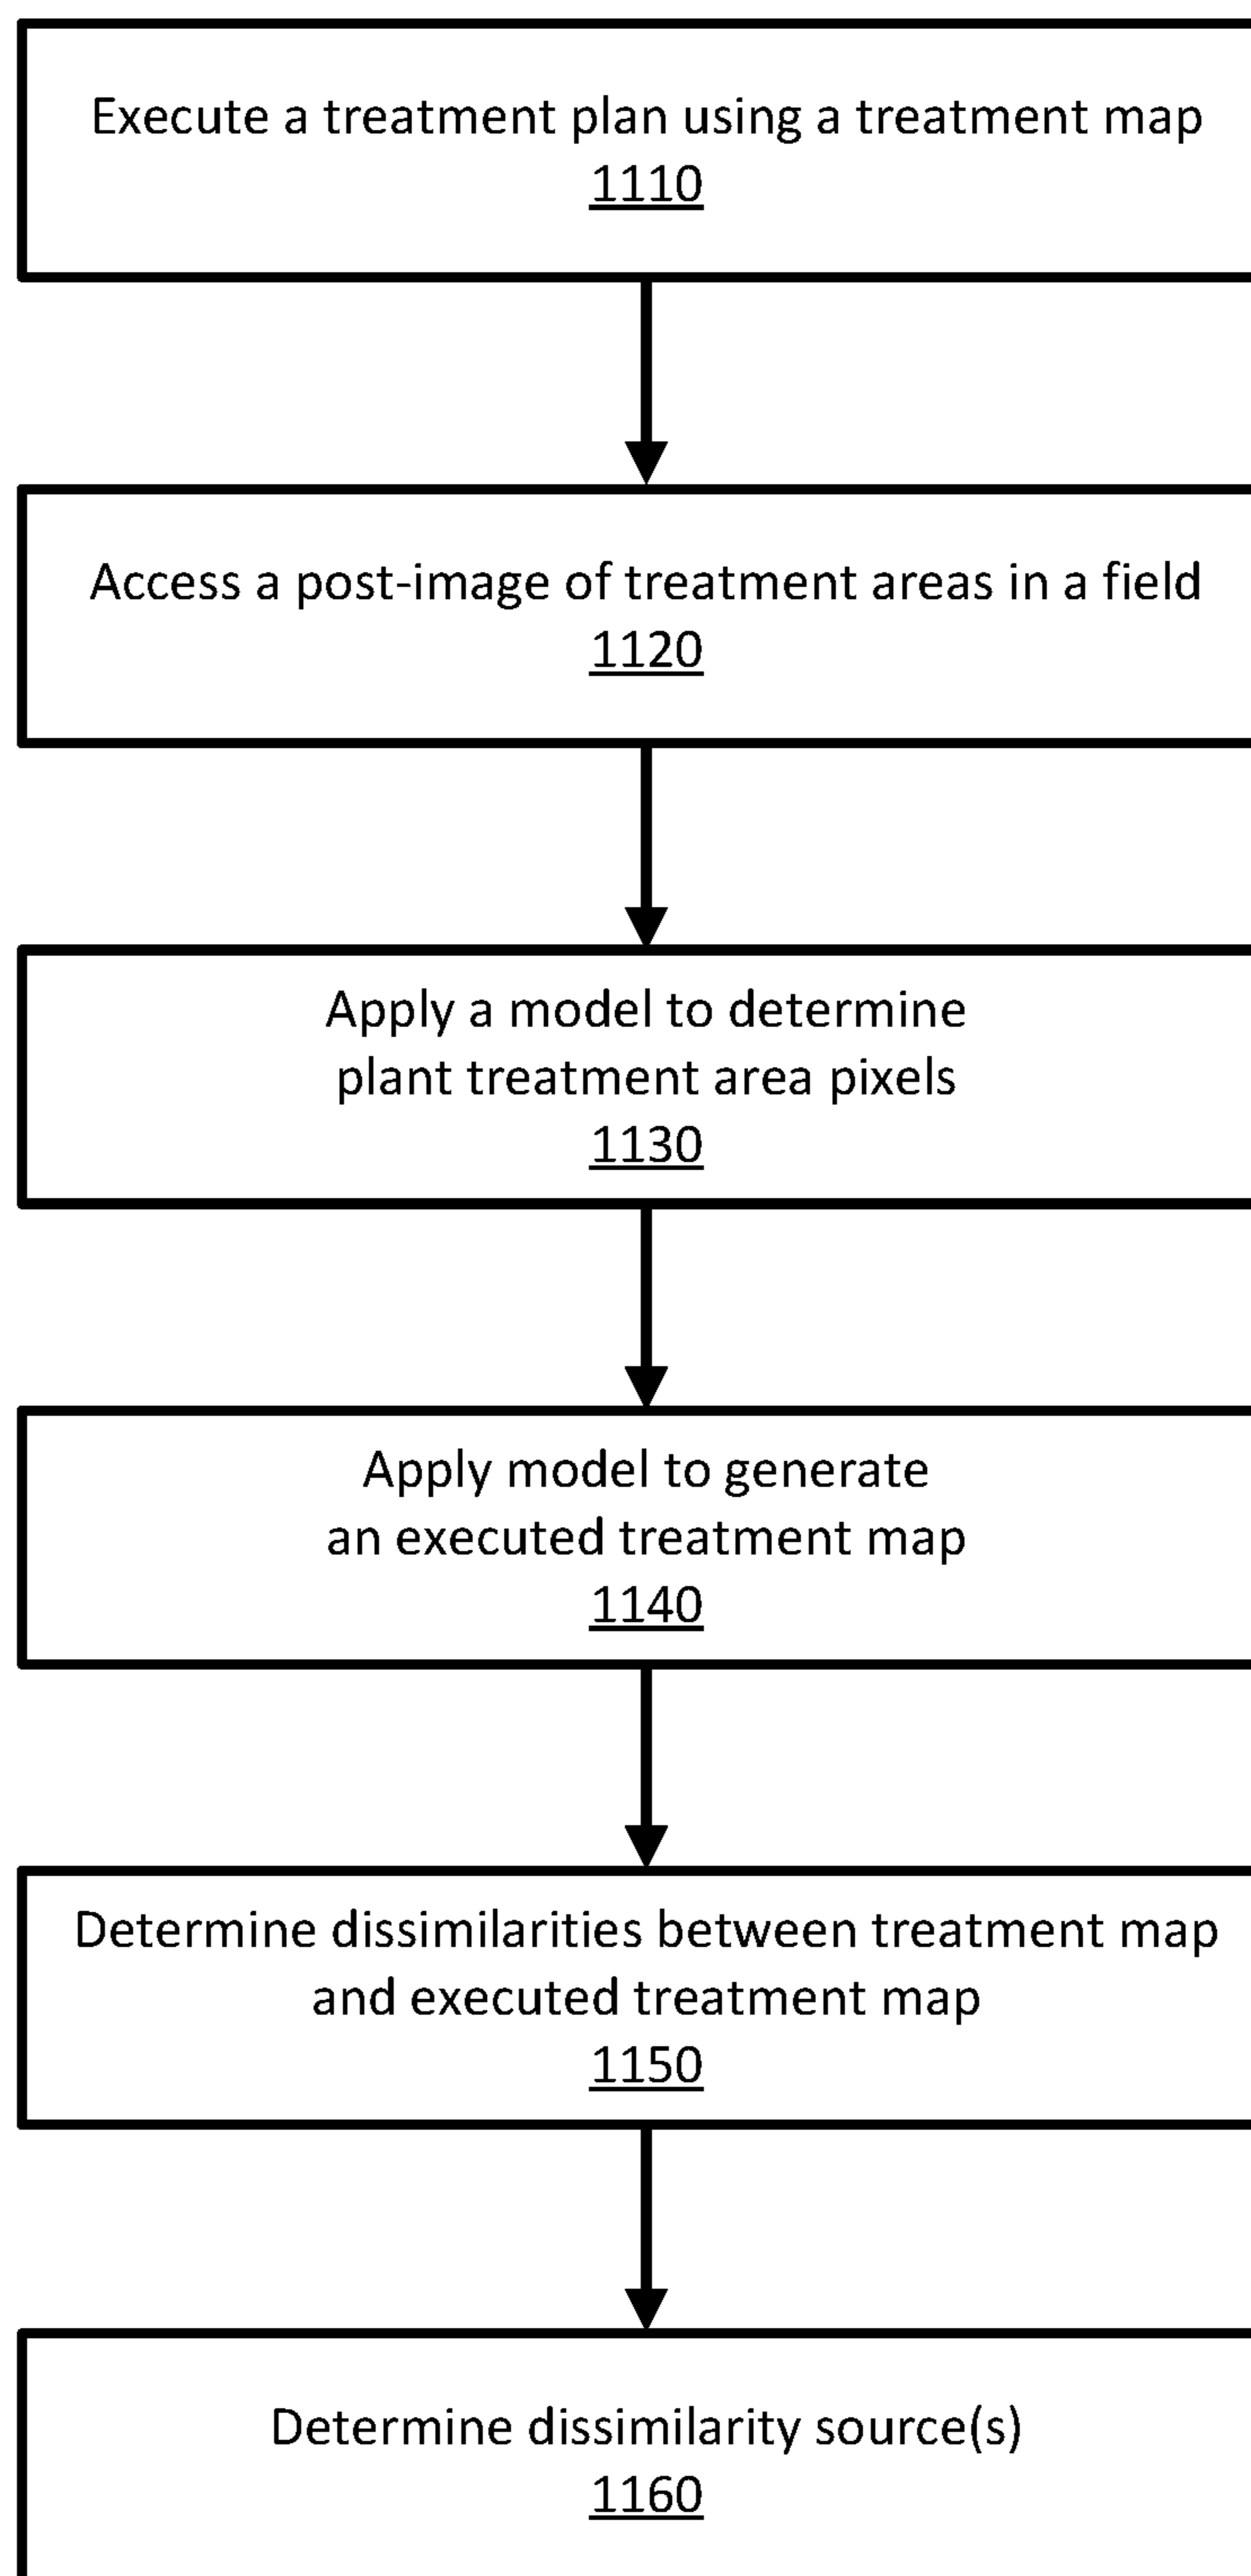 Execute a treatment plan using a treatment map
1110
Access a post-image of treatment areas in a field
1120
Apply a model to determine
plant treatment area pixels
1130
Apply model to generate
an executed treatment map
1140
Determine dissimilarities between treatment map
and executed treatment map
1150
Determine dissimilarity source(s)
1160